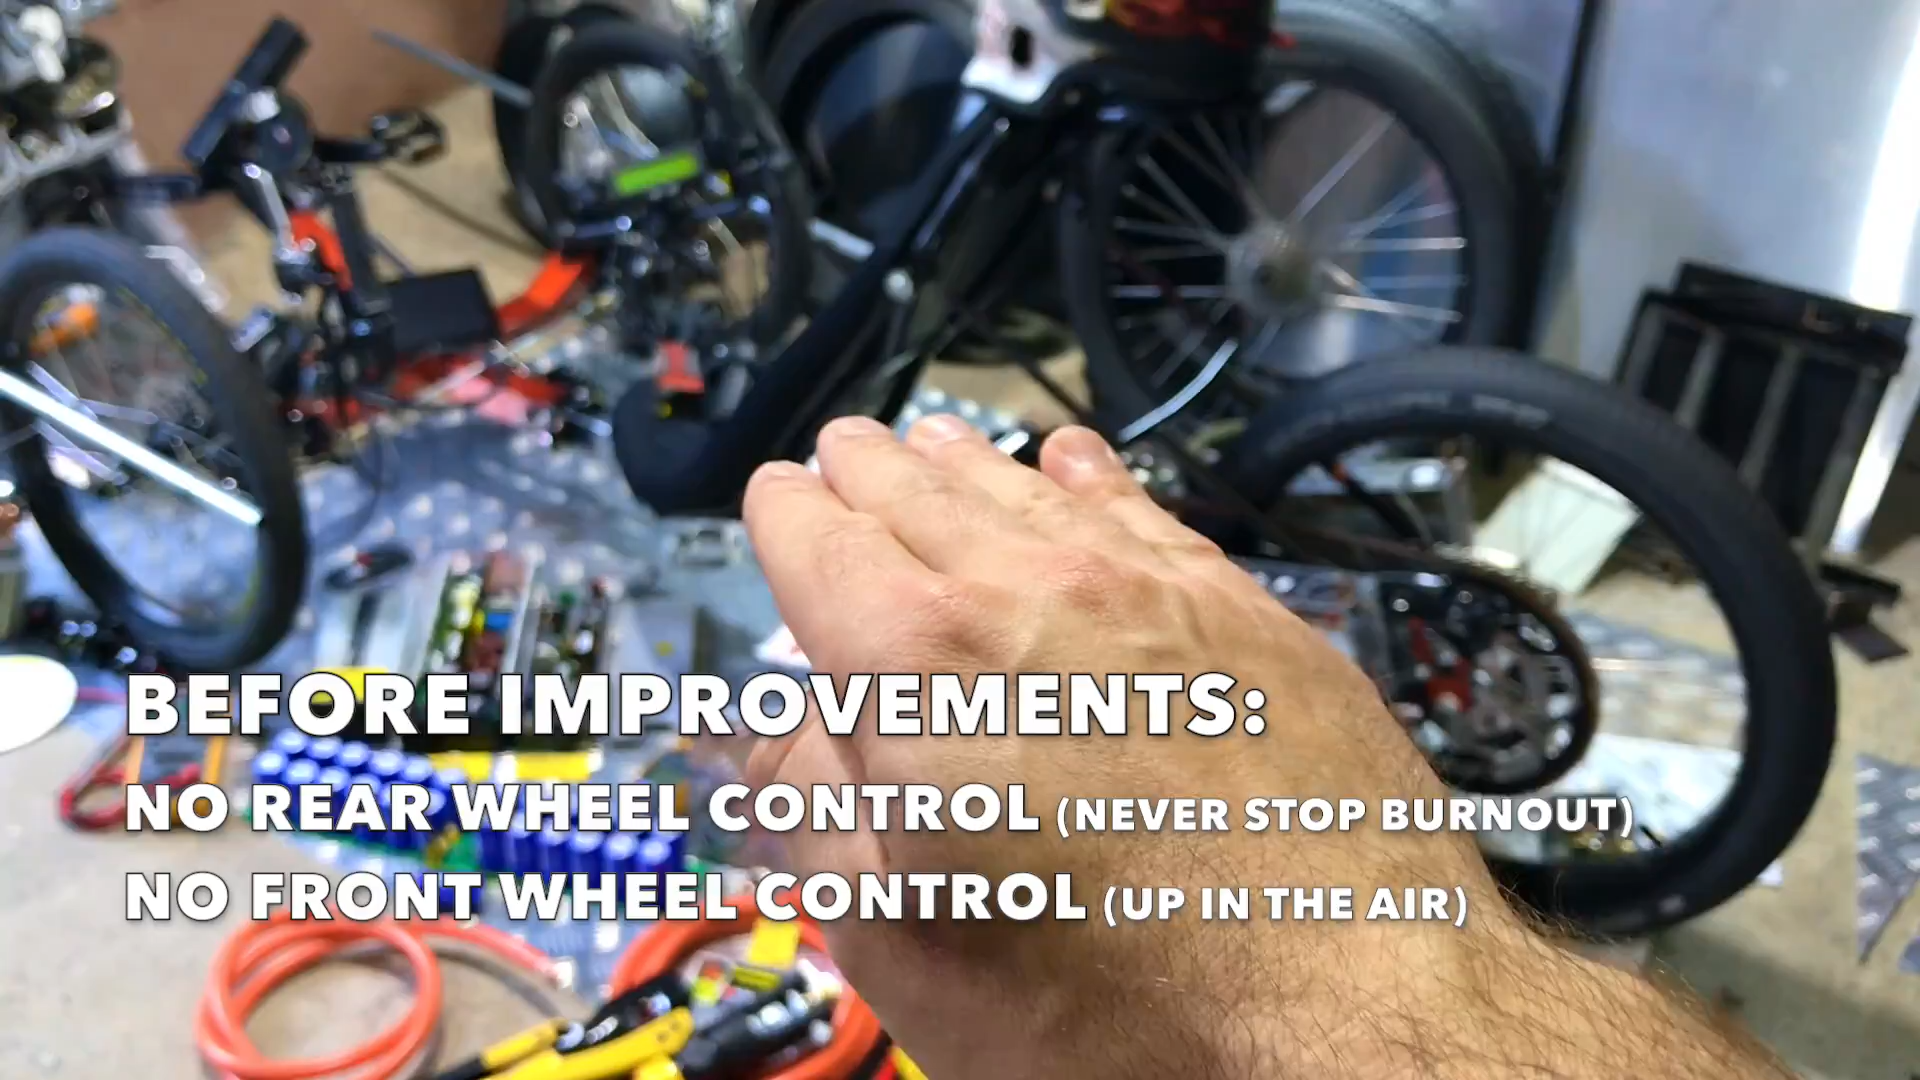 BEFORE IMPROVEMENTS:
NO REAR WHEEL CONTROL (NEVER STOP BURNOUT)
NO FRONT WHEEL CONTROL (UP IN THE AIR)